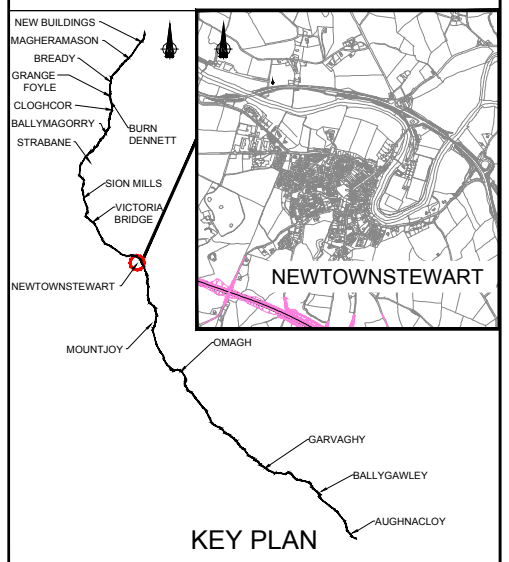 NEW BUILDINGS
MAGHERAMASON
BREADY
GRANGE
FOYLE
CLOGHCOR
BALLYMAGORRY
BURN
DENNETT
STRABANE
SION MILLS
VICTORIA
BRIDGE
NEWTOWNSTEWART
NEWTOWNSTEWART
MOUNTJOY
OMAGH
GARVAGHY
BALLYGAWLEY
AUGHNACLOY
KEY PLAN